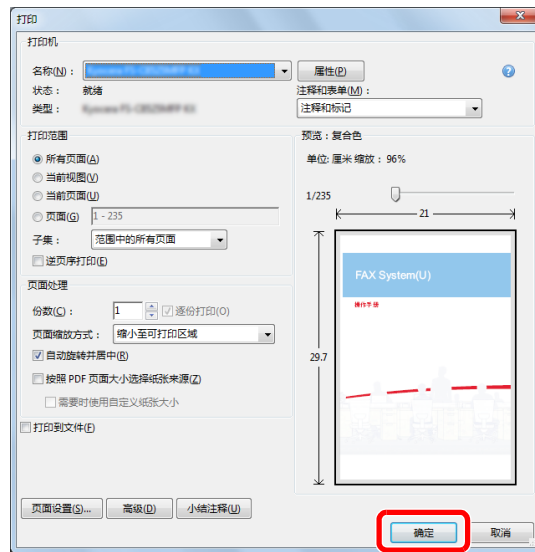 打印
打印机
名称(N)：
属性(P)
状态： 就绪
注释和表单(M)：
类型：
注释和标记
打印范围
所有页面(A)
当前视图(V)
当前页面(U)
页面(G) 1 - 235
子集： 范围中的所有页面
逆页序打印(E)
页面处理
份数(C)： 1 逐份打印(O)
页面缩放方式： 缩小至可打印区域
自动旋转并居中(R)
按照 PDF 页面大小选择纸张来源(Z)
需要时使用自定义纸张大小
打印到文件(F)
预览：复合色
单位: 厘米 缩放： 96%
1/235
21
29.7
FAX System(U)
操作手册
页面设置(S)... 高级(D) 小结注释(U)
确定 取消